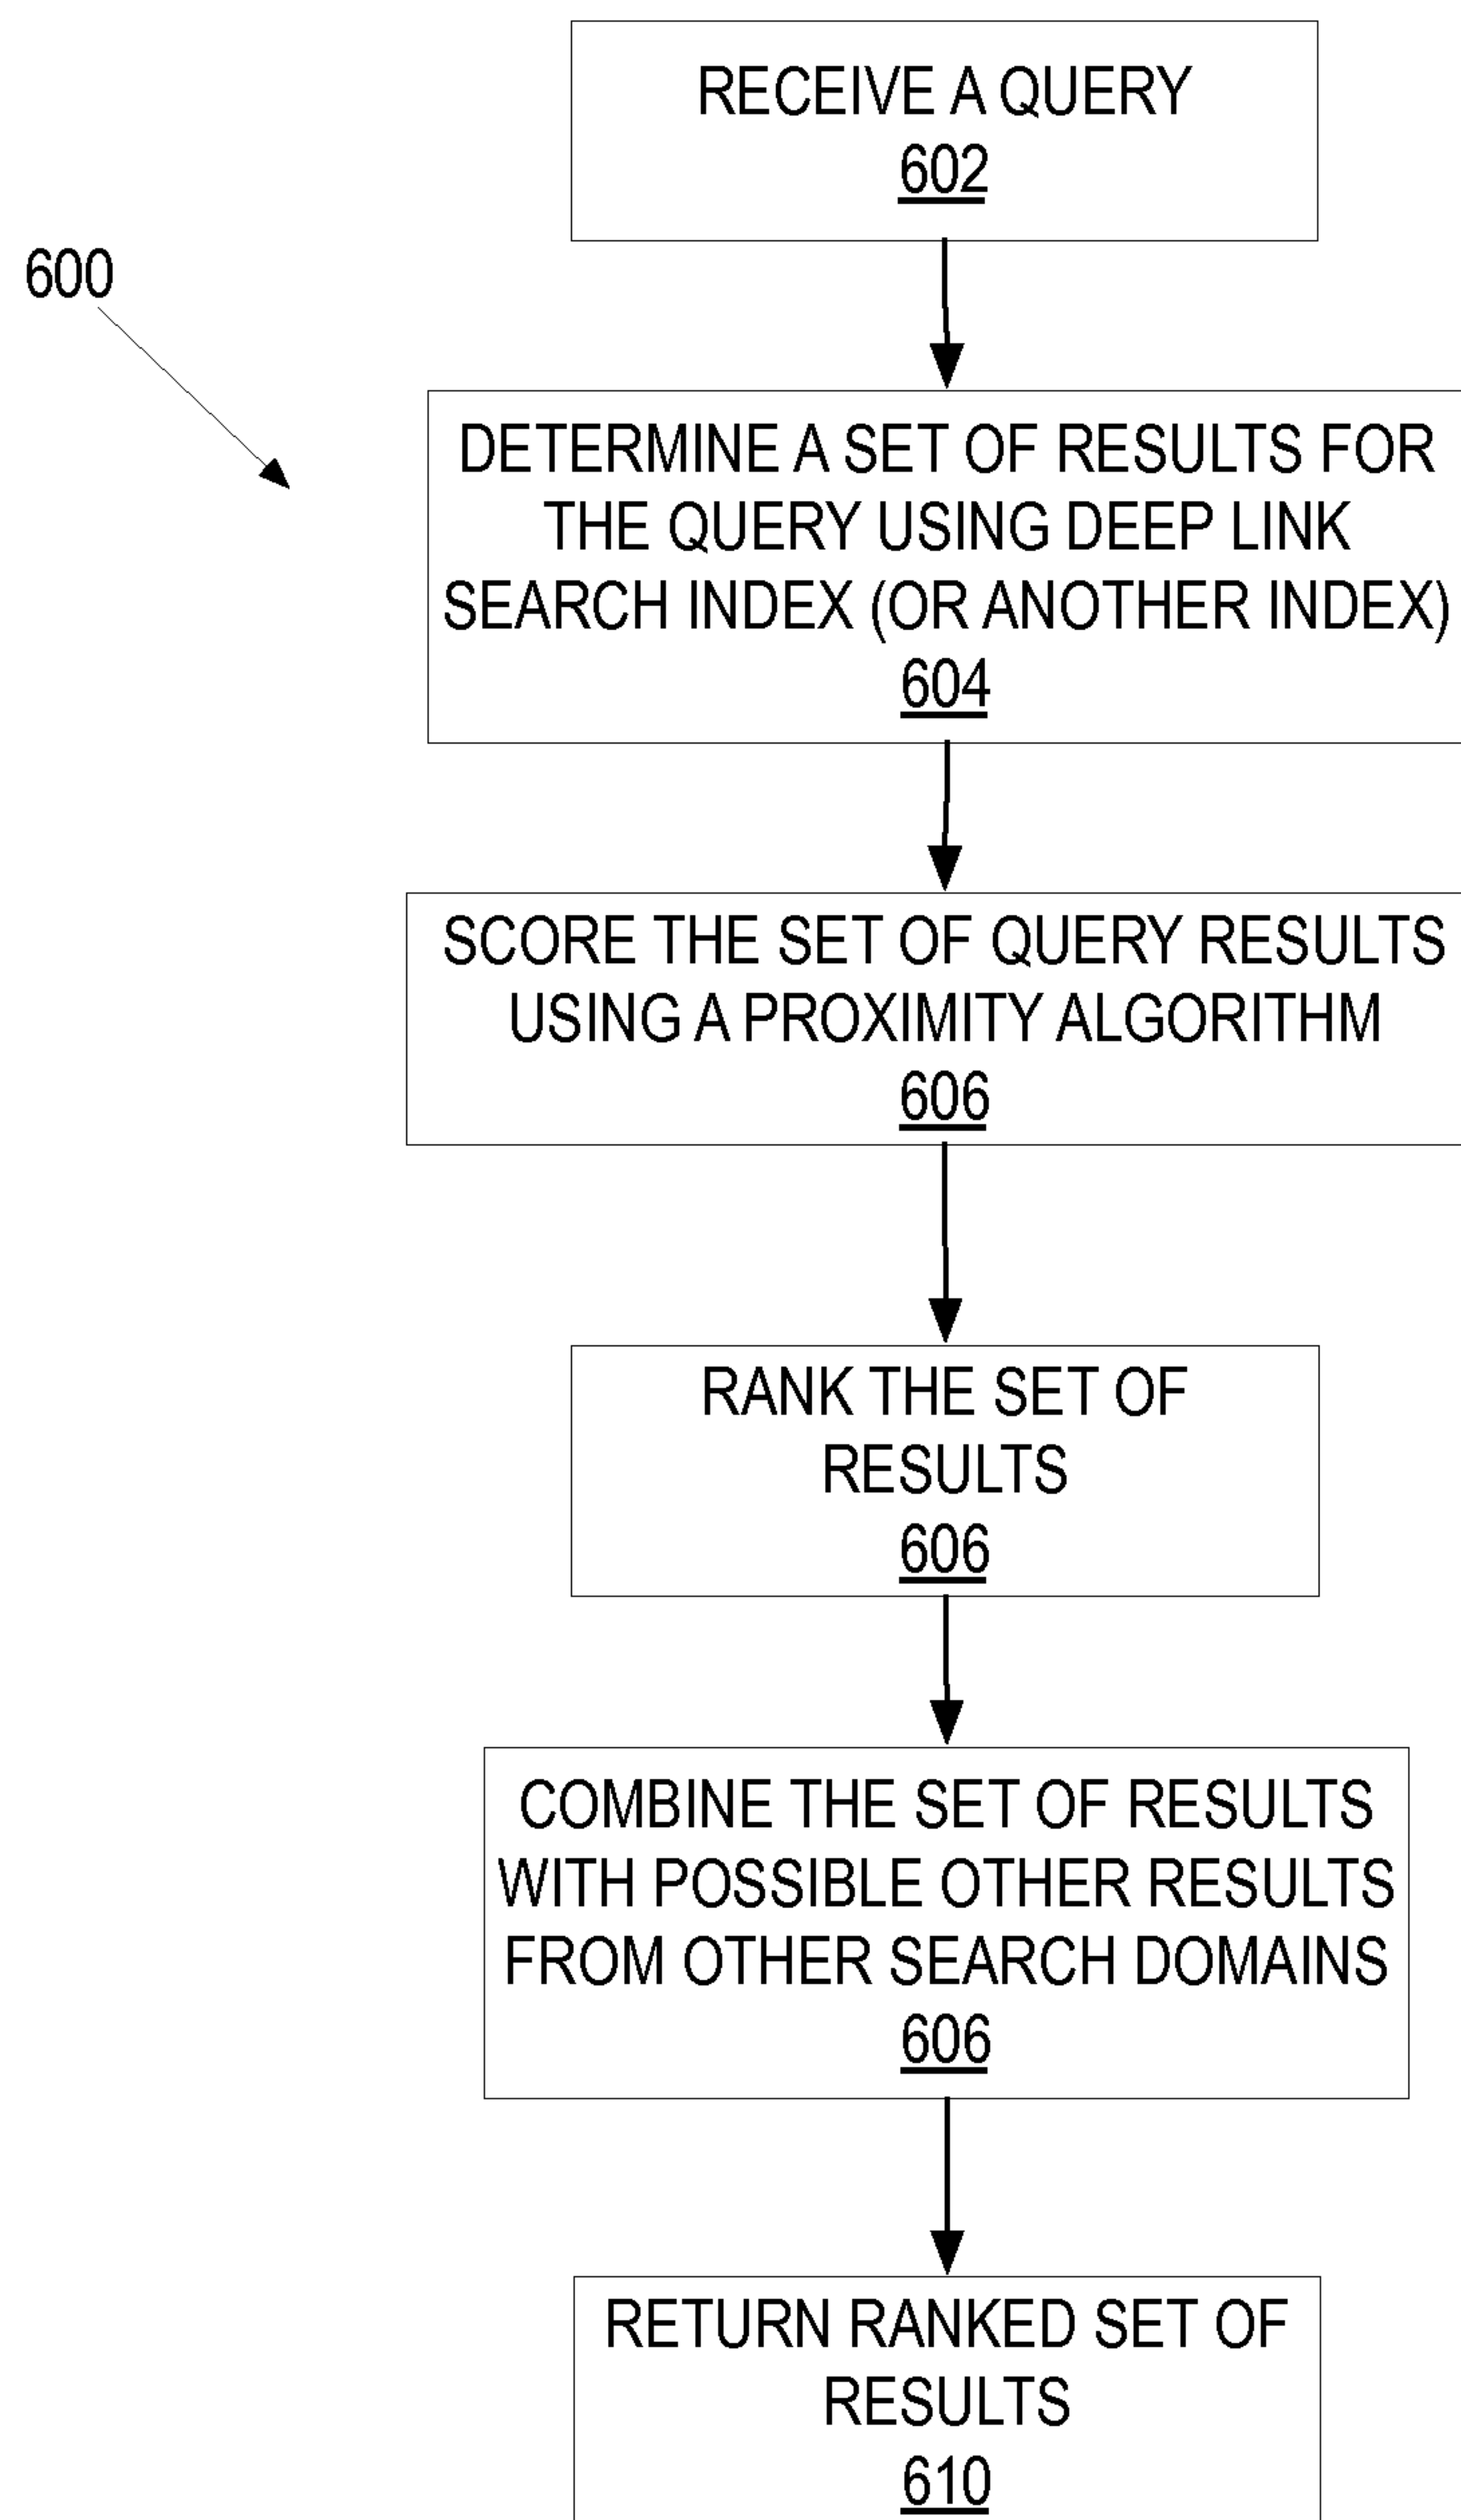 RECEIVE A QUERY
602
600
DETERMINE A SET OF RESULTS FOR
THE QUERY USING DEEP LINK
SEARCH INDEX (OR ANOTHER INDEX)
604
SCORE THE SET OF QUERY RESULTS
USING A PROXIMITY ALGORITHM
606
RANK THE SET OF
RESULTS
606
COMBINE THE SET OF RESULTS
WITH POSSIBLE OTHER RESULTS
FROM OTHER SEARCH DOMAINS
606
RETURN RANKED SET OF
RESULTS
610